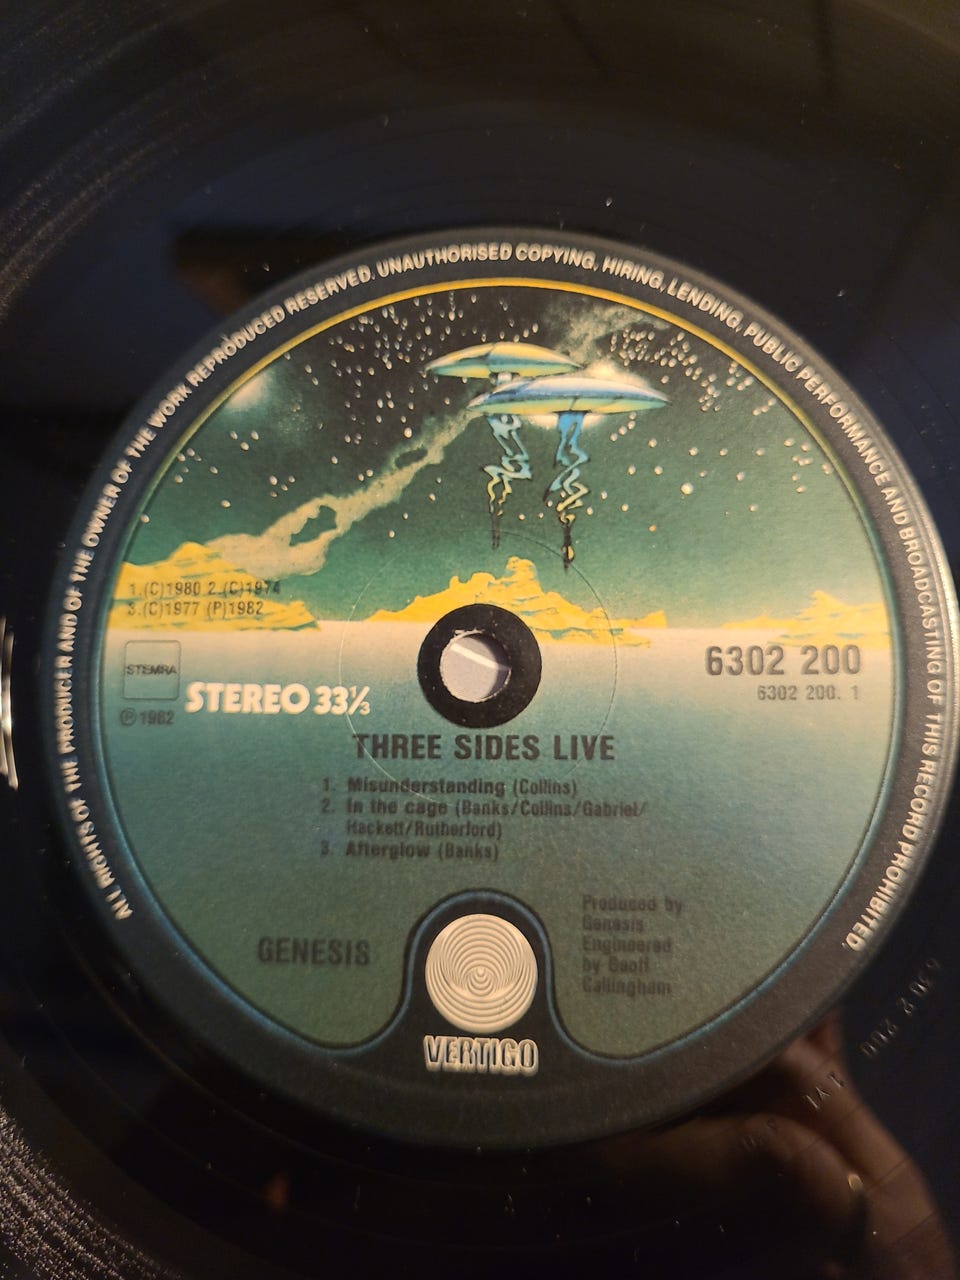 ALL RIGHTS OF THE PRODUCER AND OF THE OWNER OF THE WORK REPRODUCED RESERVED. UNAUTHORISED COPYING, HIRING, LENDING, PUBLIC PERFORMANCE AND BROADCASTING OF THIS RECORD PROHIBITED.
1.(C)1980 2.(C)1974
3.(C)1977 (P)1982
STEMRA
℗1982
STEREO 33⅓
6302 200
6302 200. 1
THREE SIDES LIVE
1. Misunderstanding (Collins)
2. In the cage (Banks/Collins/Gabriel/
Hackett/Rutherford)
3. Afterglow (Banks)
GENESIS
Produced by
Genesis
Engineered
by Geoff
Callingham
VERTIGO